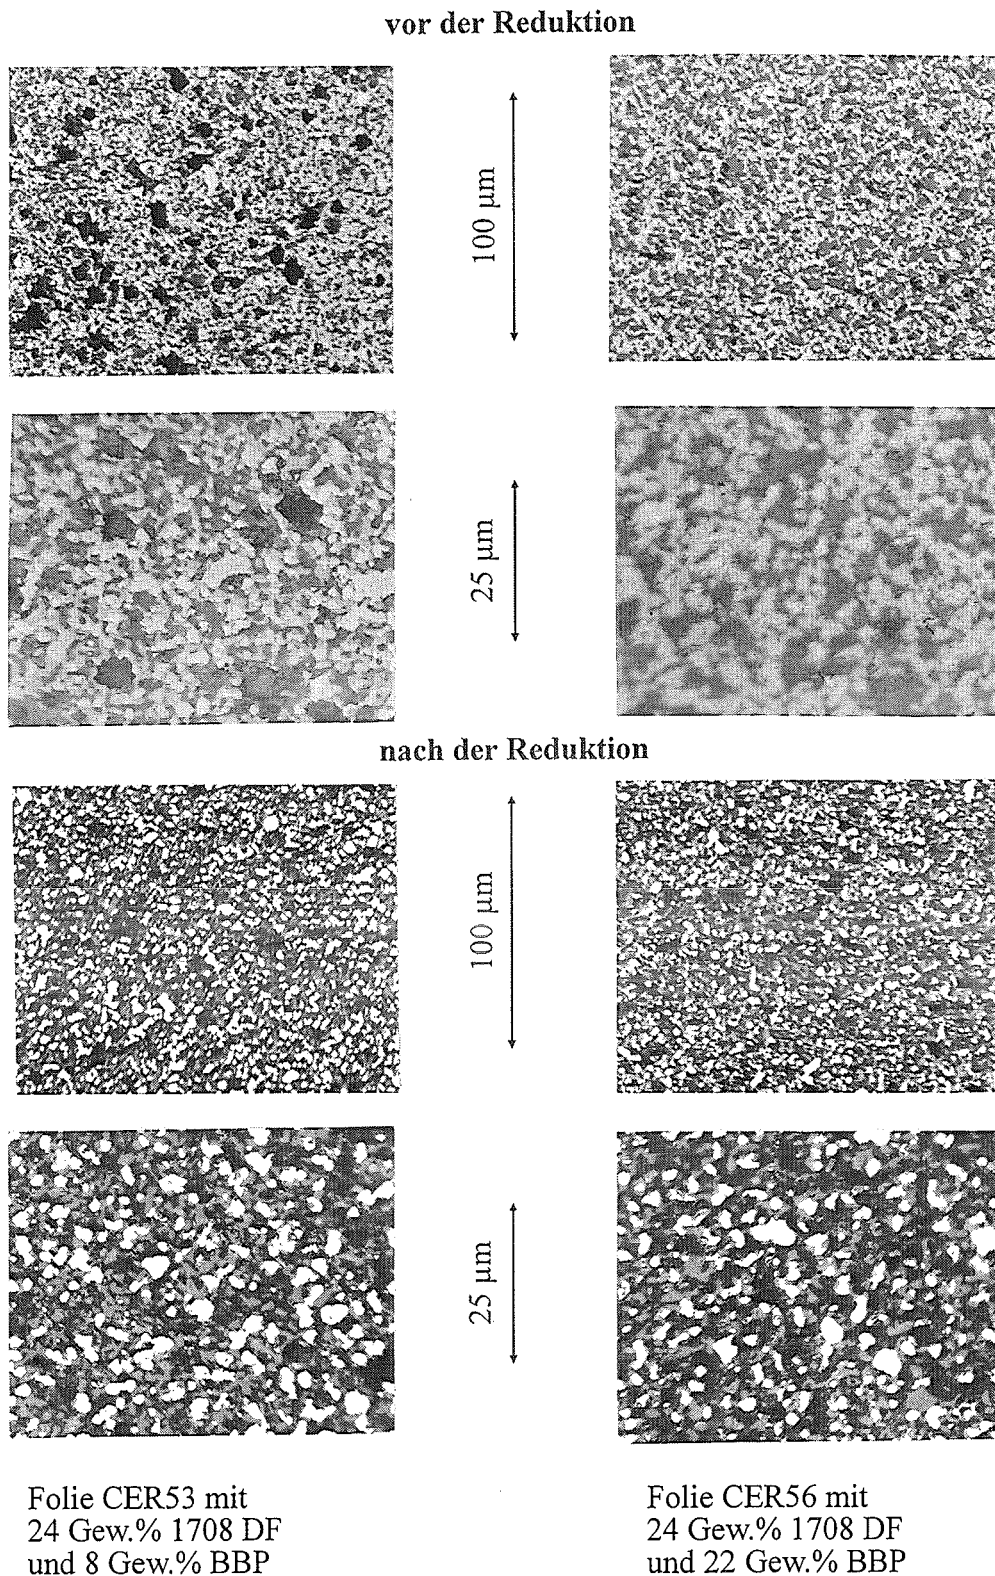 vor der Reduktion
100 µm
25 µm
nach der Reduktion
100 µm
25 µm
Folie CER53 mit
24 Gew.% 1708 DF
und 8 Gew.% BBP
Folie CER56 mit
24 Gew.% 1708 DF
und 22 Gew.% BBP